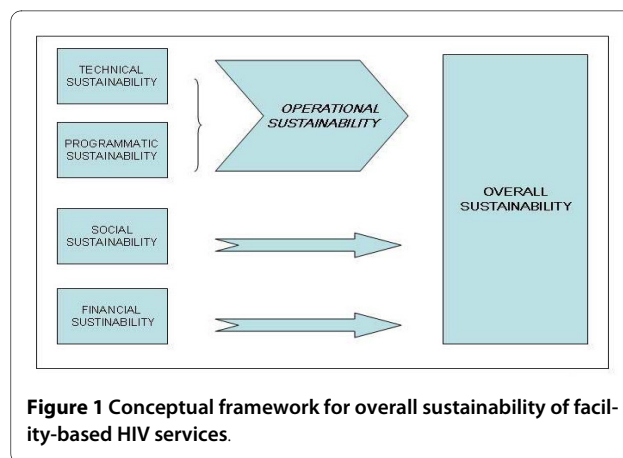 TECHNICAL
SUSTAINABILITY
PROGRAMMATIC
SUSTAINABILITY
SOCIAL
SUSTAINABILITY
FINANCIAL
SUSTINABILITY
OPERATIONAL
SUSTAINABILITY
OVERALL
SUSTAINABILITY
Figure 1 Conceptual framework for overall sustainability of facil-
ity-based HIV services.